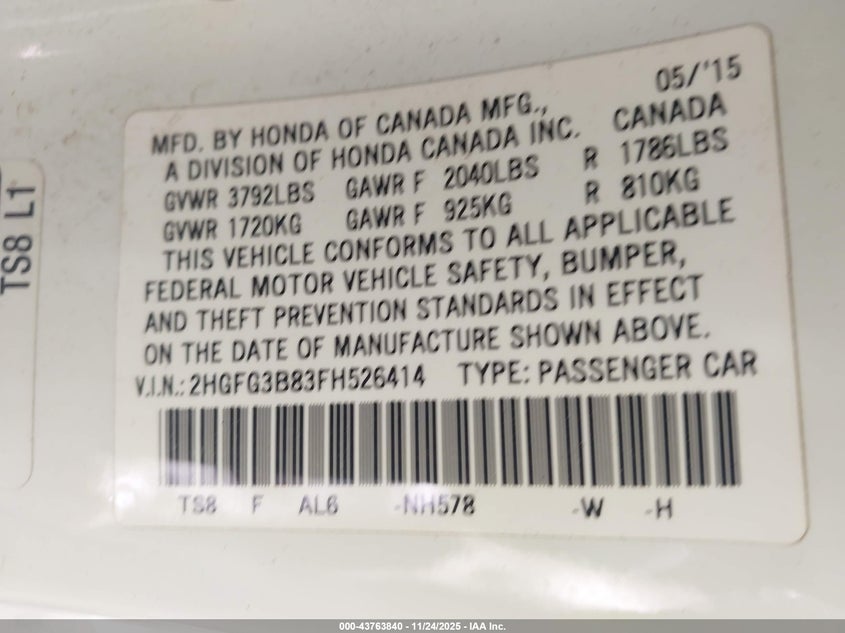 05/'15
MFD. BY HONDA OF CANADA MFG., CANADA
A DIVISION OF HONDA CANADA INC.
GVWR 3792LBS GAWR F 2040LBS R 1786LBS
GVWR 1720KG GAWR F 925KG R 810KG
THIS VEHICLE CONFORMS TO ALL APPLICABLE
FEDERAL MOTOR VEHICLE SAFETY, BUMPER,
AND THEFT PREVENTION STANDARDS IN EFFECT
ON THE DATE OF MANUFACTURE SHOWN ABOVE.
V.I.N.: 2HGFG3B83FH526414 TYPE: PASSENGER CAR
TS8 F AL6 -NH578 -W -H
TS8 L1
000-43763840 - 11/24/2025 - IAA Inc.